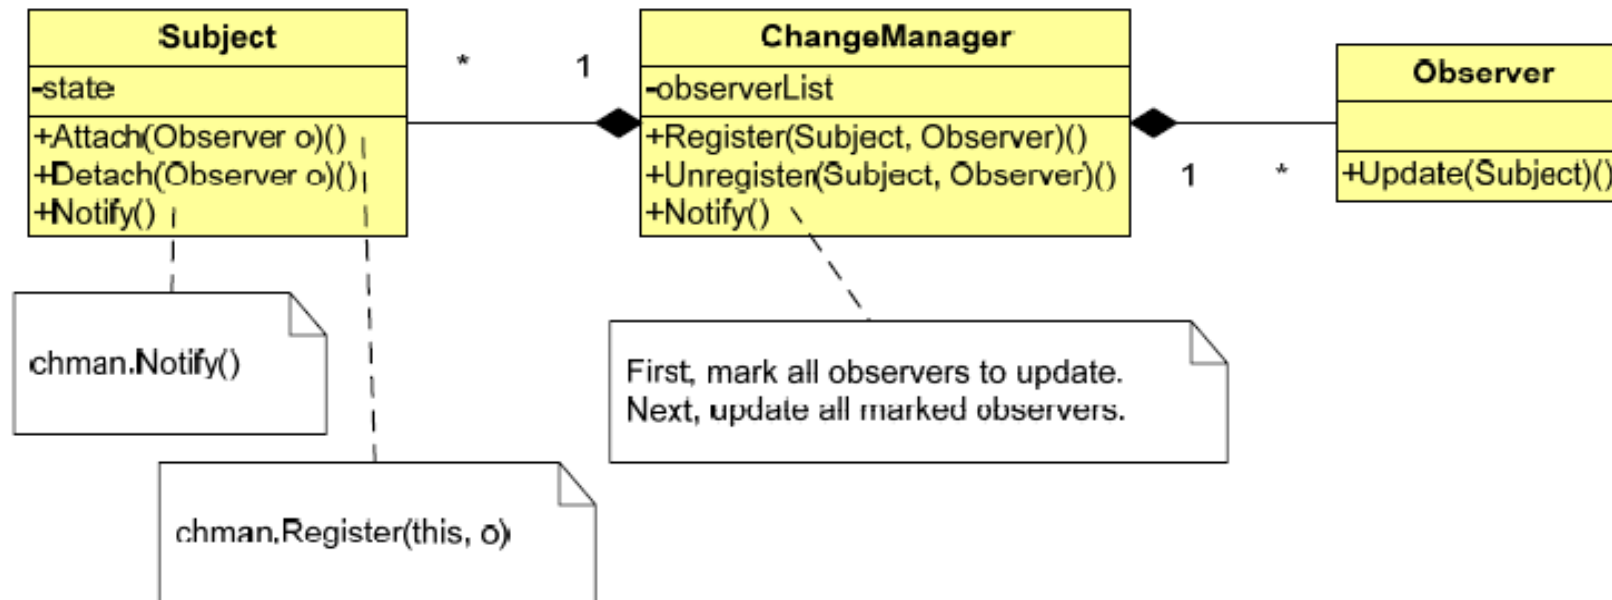 Subject
-state
+Attach(Observer o)()
+Detach(Observer o)()
+Notify()
* 1
ChangeManager
-observerList
+Register(Subject, Observer)()
+Unregister(Subject, Observer)()
+Notify()
1 *
Observer
+Update(Subject)()
chman.Notify()
chman.Register(this, o)
First, mark all observers to update.
Next, update all marked observers.